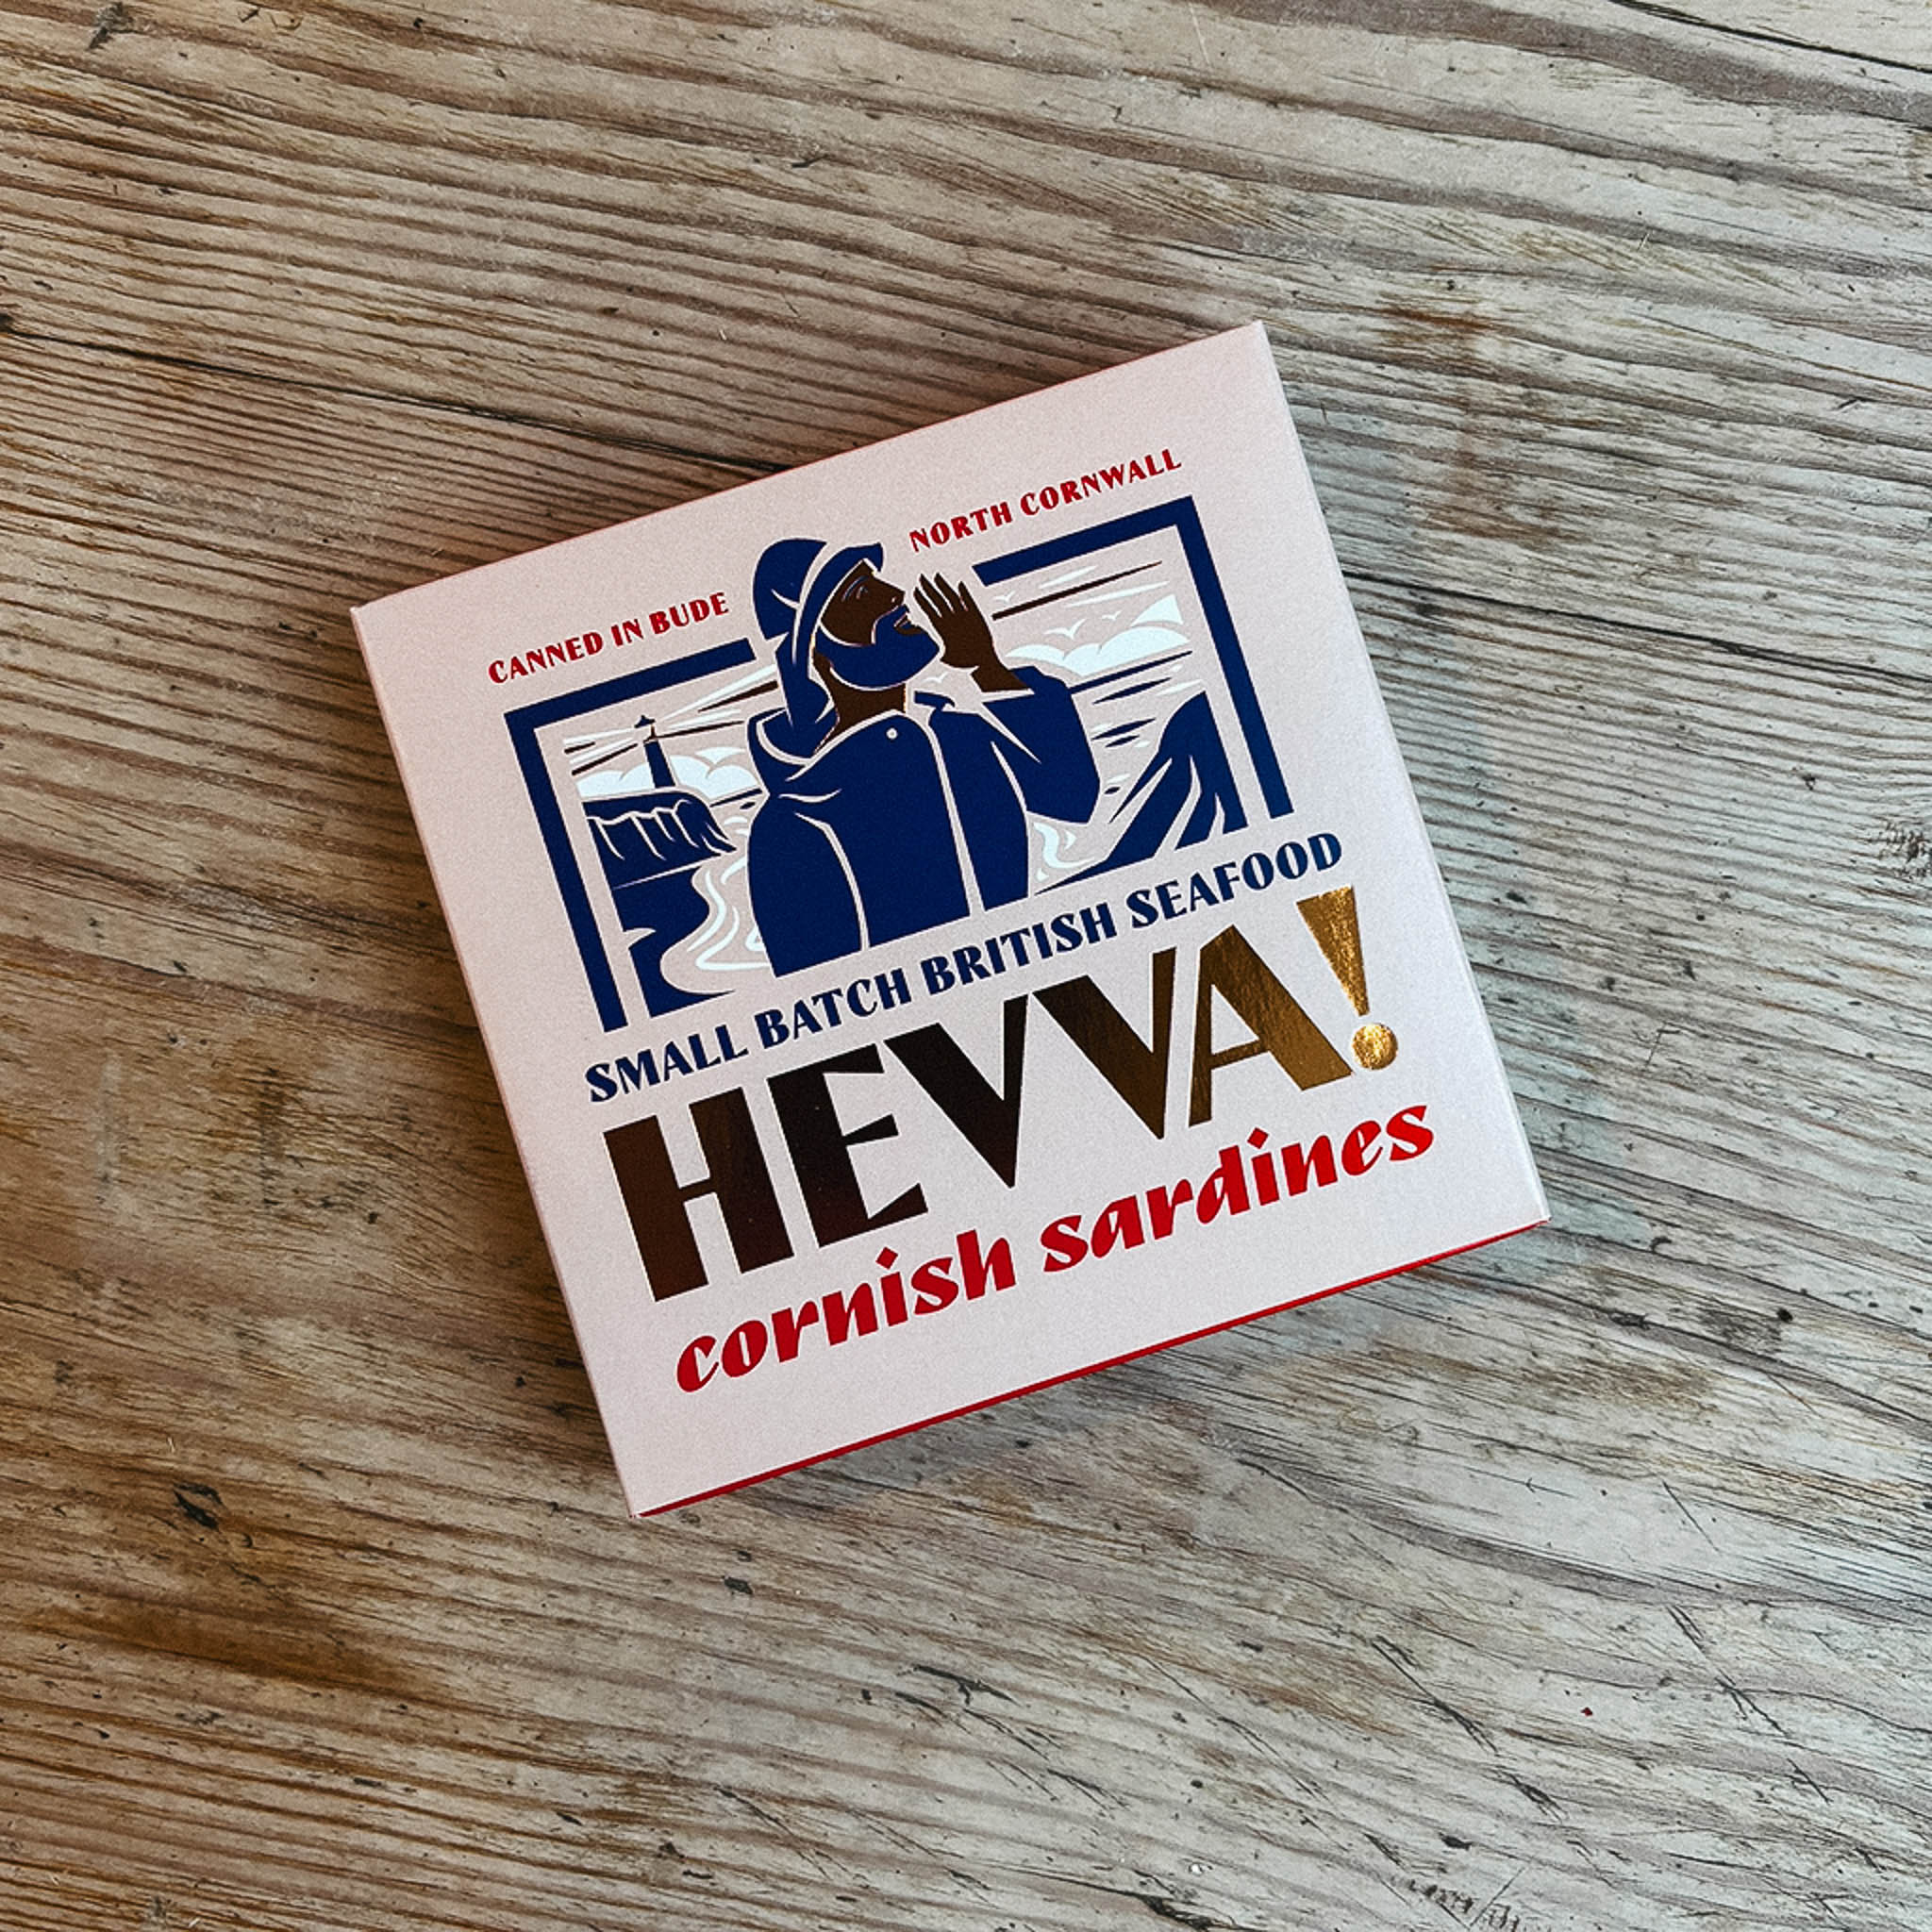 CANNED IN BUDE
NORTH CORNWALL
SMALL BATCH BRITISH SEAFOOD
HEVVA!
cornish sardines